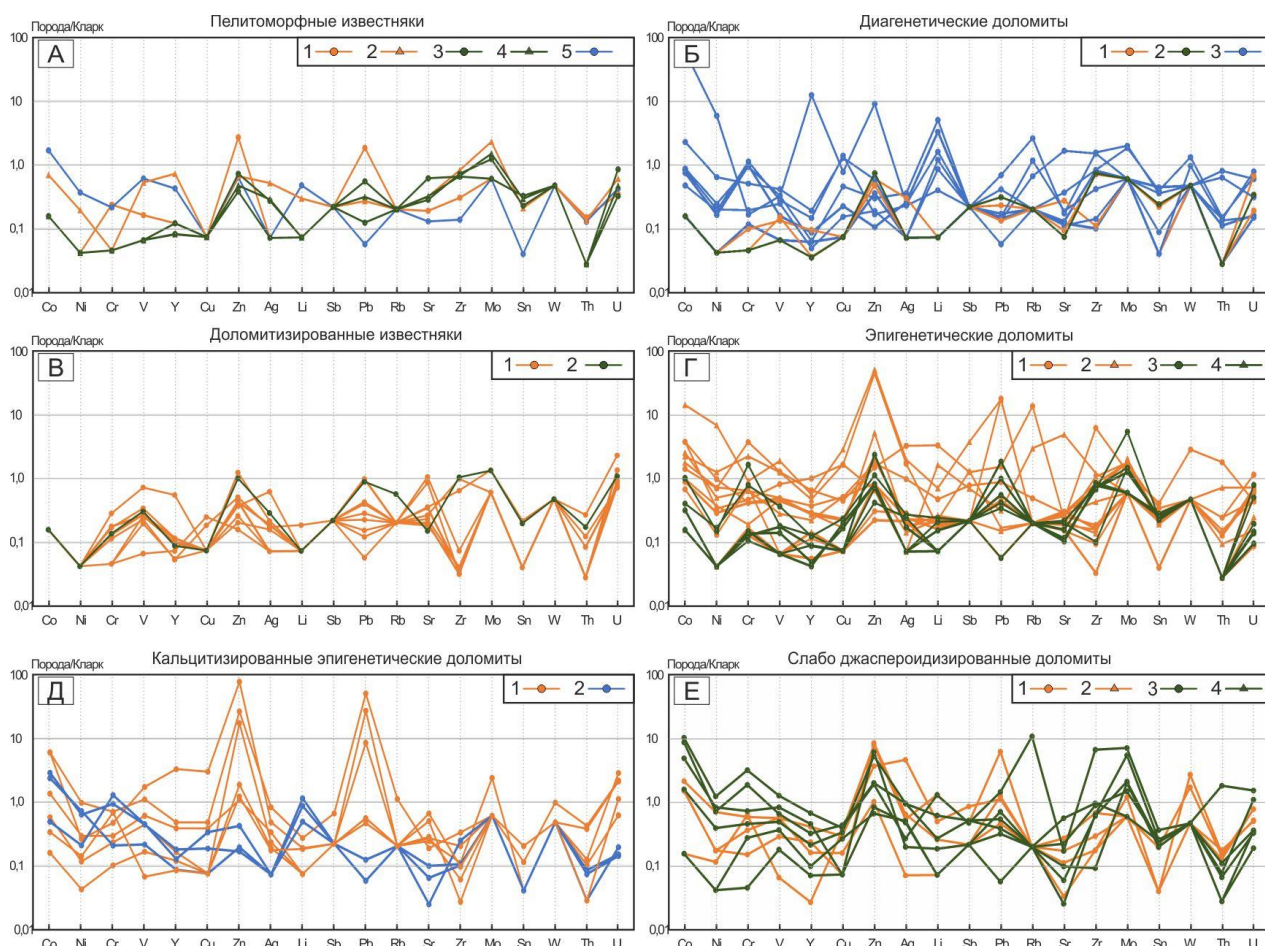 Пелитоморфные известняки
Порода/Кларк
А
1 2 3 4 5
100
10
1,0
0,1
0,01
Co Ni Cr V Y Cu Zn Ag Li Sb Pb Rb Sr Zr Mo Sn W Th U
Диагенетические доломиты
Порода/Кларк
Б
1 2 3
100
10
1,0
0,1
0,01
Co Ni Cr V Y Cu Zn Ag Li Sb Pb Rb Sr Zr Mo Sn W Th U
Доломитизированные известняки
Порода/Кларк
В
1 2
100
10
1,0
0,1
0,01
Co Ni Cr V Y Cu Zn Ag Li Sb Pb Rb Sr Zr Mo Sn W Th U
Эпигенетические доломиты
Порода/Кларк
Г
1 2 3 4
100
10
1,0
0,1
0,01
Co Ni Cr V Y Cu Zn Ag Li Sb Pb Rb Sr Zr Mo Sn W Th U
Кальцитизированные эпигенетические доломиты
Порода/Кларк
Д
1 2
100
10
1,0
0,1
0,01
Co Ni Cr V Y Cu Zn Ag Li Sb Pb Rb Sr Zr Mo Sn W Th U
Слабо джаспероидизированные доломиты
Порода/Кларк
Е
1 2 3 4
100
10
1,0
0,1
0,01
Co Ni Cr V Y Cu Zn Ag Li Sb Pb Rb Sr Zr Mo Sn W Th U